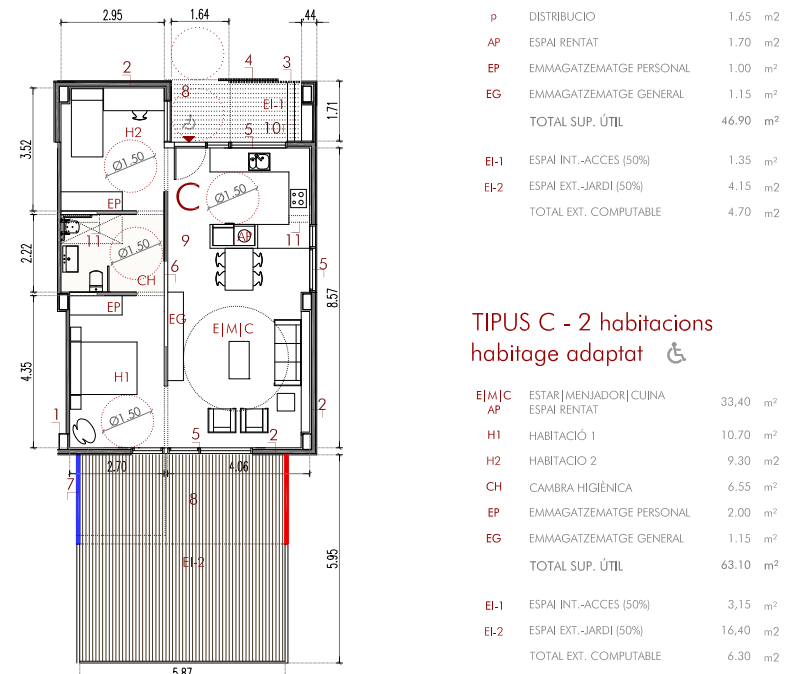 2.95
1.64
44
2
4
3
8
EI-1
1.71
H2
10
5
3.52
Ø1.50
C
Ø1.50
EP
11
Ø1.50
9
AP
11
2.22
6
5
CH
8.57
EP
EG
E|M|C
4.35
H1
1
Ø1.50
2
5
2
2.70
4.06
7
8
5.95
EI-2
5.87
P DISTRIBUCIO 1.65 m2
AP ESPAI RENTAT 1.70 m2
EP EMMAGATZEMATGE PERSONAL 1.00 m²
EG EMMAGATZEMATGE GENERAL 1.15 m²
TOTAL SUP. ÚTIL 46.90 m²
EI-1 ESPAI INT.-ACCES (50%) 1.35 m²
EI-2 ESPAI EXT.-JARDI (50%) 4.15 m2
TOTAL EXT. COMPUTABLE 4.70 m2
TIPUS C - 2 habitacions
habitage adaptat
E|M|C ESTAR|MENJADOR|CUINA
AP ESPAI RENTAT 33,40 m²
H1 HABITACIÓ 1 10.70 m²
H2 HABITACIO 2 9.30 m2
CH CAMBRA HIGIÈNICA 6.55 m²
EP EMMAGATZEMATGE PERSONAL 2.00 m²
EG EMMAGATZEMATGE GENERAL 1.15 m²
TOTAL SUP. ÚTIL 63.10 m²
EI-1 ESPAI INT.-ACCES (50%) 3,15 m²
EI-2 ESPAI EXT.-JARDI (50%) 16,40 m2
TOTAL EXT. COMPUTABLE 6.30 m2